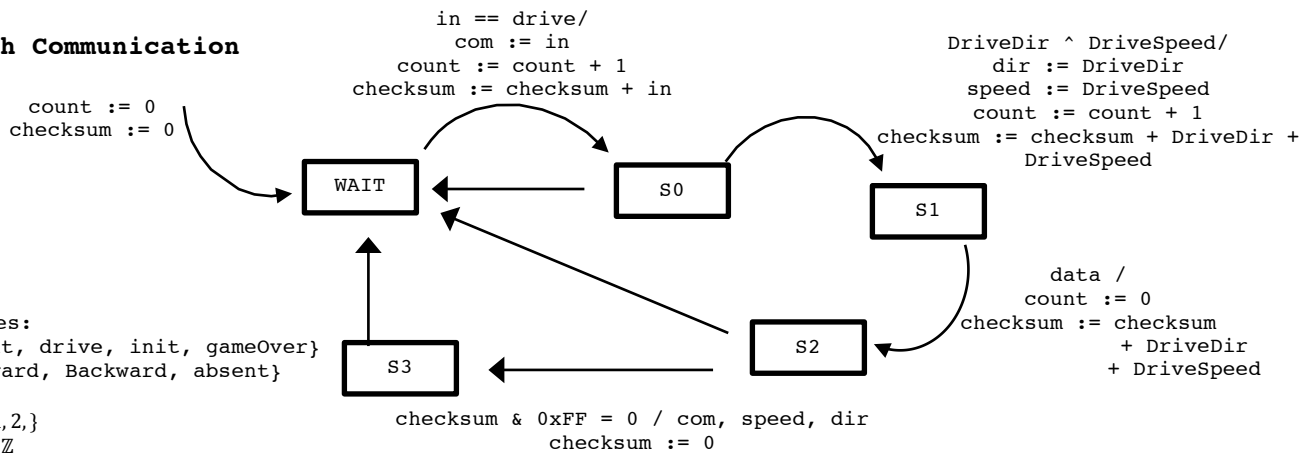 h Communication
count := 0
checksum := 0
in == drive/
com := in
count := count + 1
checksum := checksum + in
DriveDir ^ DriveSpeed/
dir := DriveDir
speed := DriveSpeed
count := count + 1
checksum := checksum + DriveDir +
DriveSpeed
WAIT
S0
S1
data /
count := 0
checksum := checksum
+ DriveDir
+ DriveSpeed
S2
S3
checksum & 0xFF = 0 / com, speed, dir
checksum := 0
es:
t, drive, init, gameOver}
ard, Backward, absent}
,2,}
ℤ